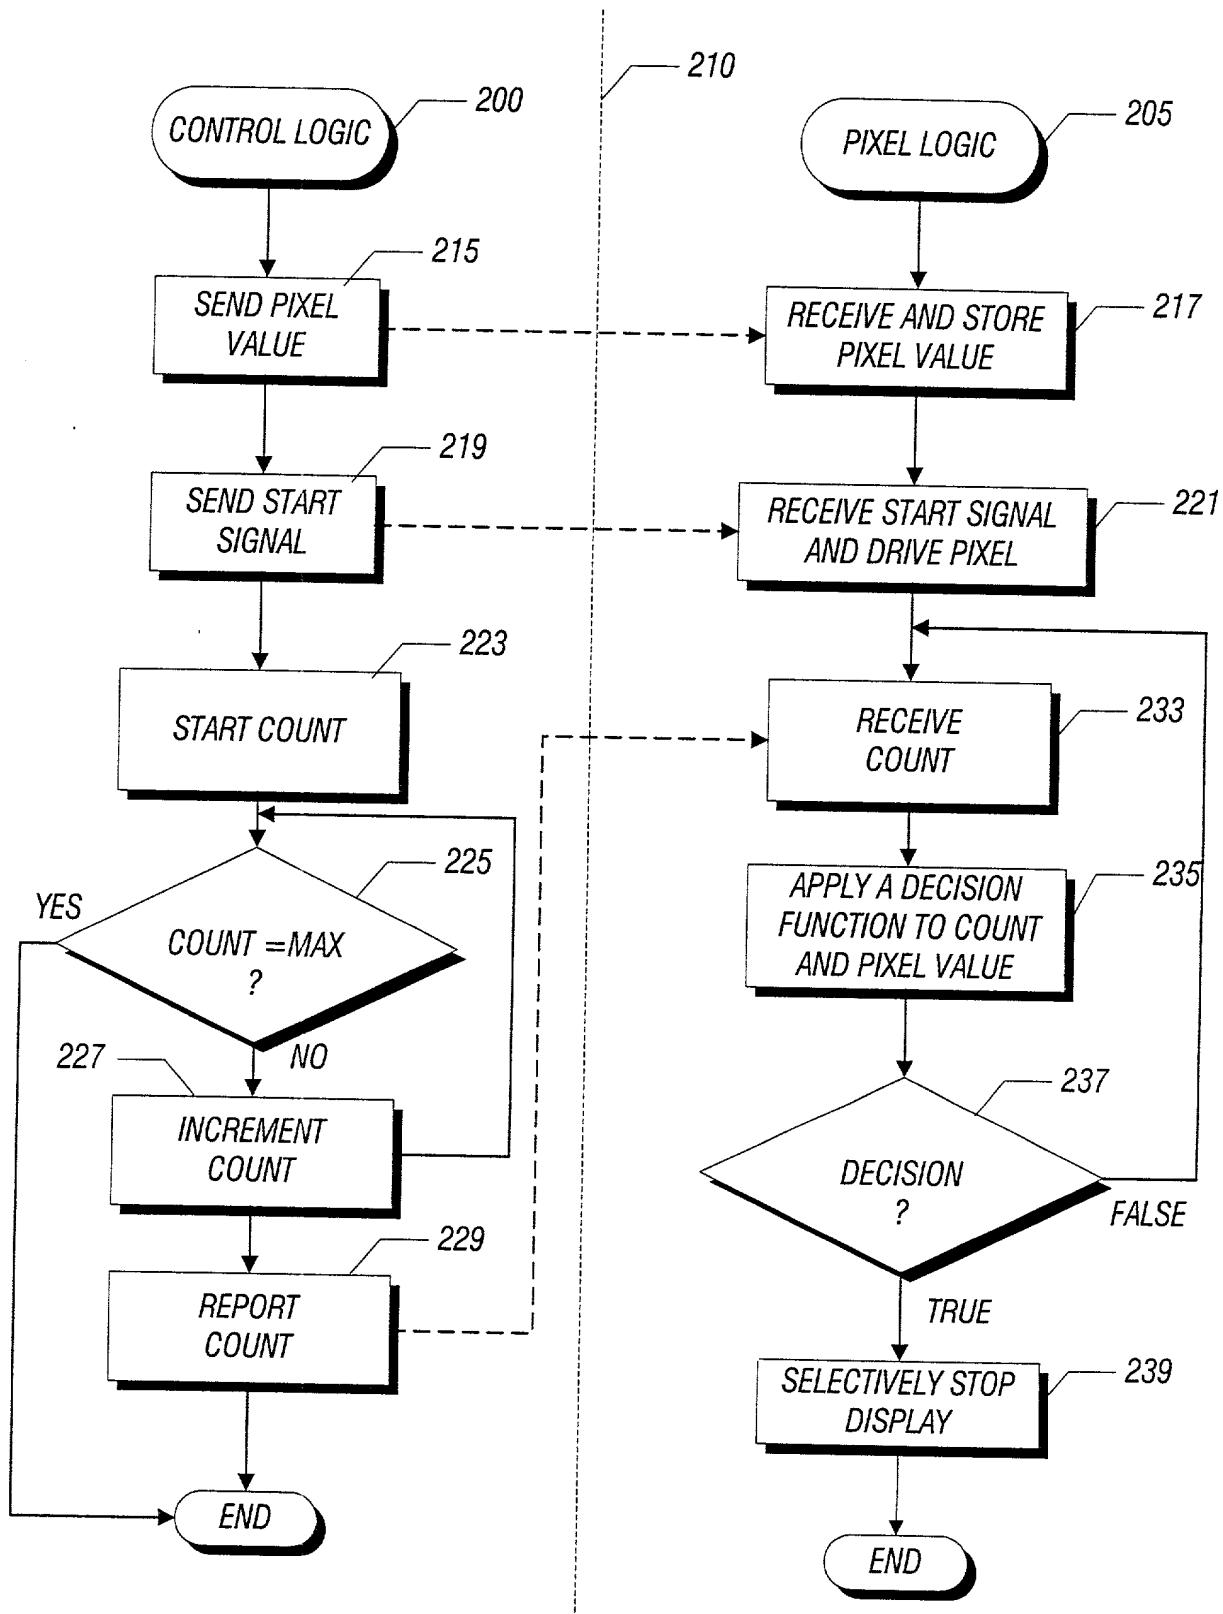 210
CONTROL LOGIC
200
215
SEND PIXEL
VALUE
219
SEND START
SIGNAL
223
START COUNT
225
YES
COUNT = MAX
?
NO
227
INCREMENT
COUNT
229
REPORT
COUNT
END
PIXEL LOGIC
205
RECEIVE AND STORE
PIXEL VALUE
217
RECEIVE START SIGNAL
AND DRIVE PIXEL
221
RECEIVE
COUNT
233
APPLY A DECISION
FUNCTION TO COUNT
AND PIXEL VALUE
235
237
DECISION
?
FALSE
TRUE
SELECTIVELY STOP
DISPLAY
239
END